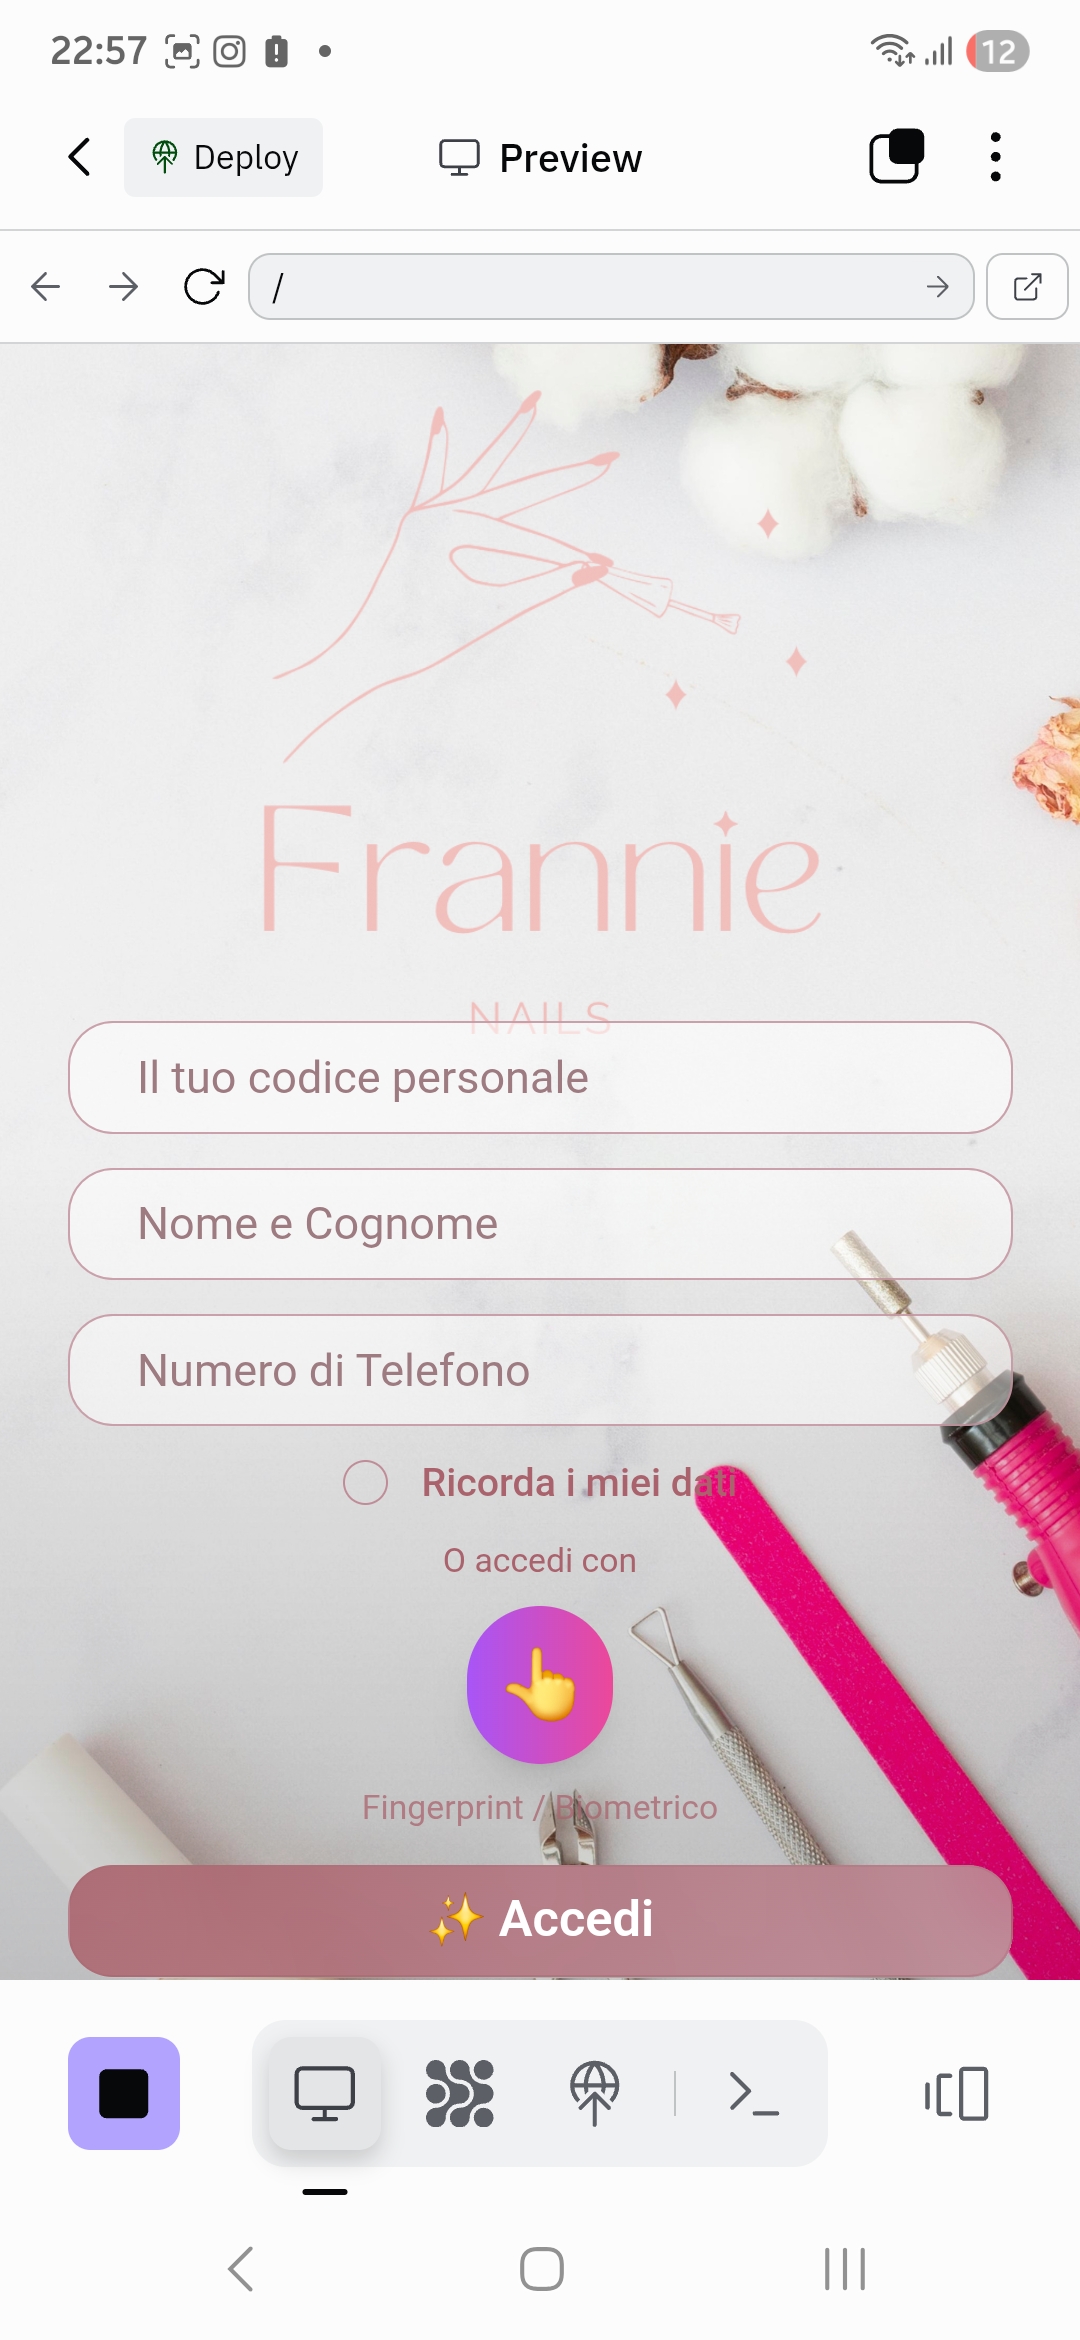 22:57
12
Deploy
Preview
/
Frannie
NAILS
Il tuo codice personale
Nome e Cognome
Numero di Telefono
Ricorda i miei dati
O accedi con
Fingerprint / Biometrico
✨ Accedi